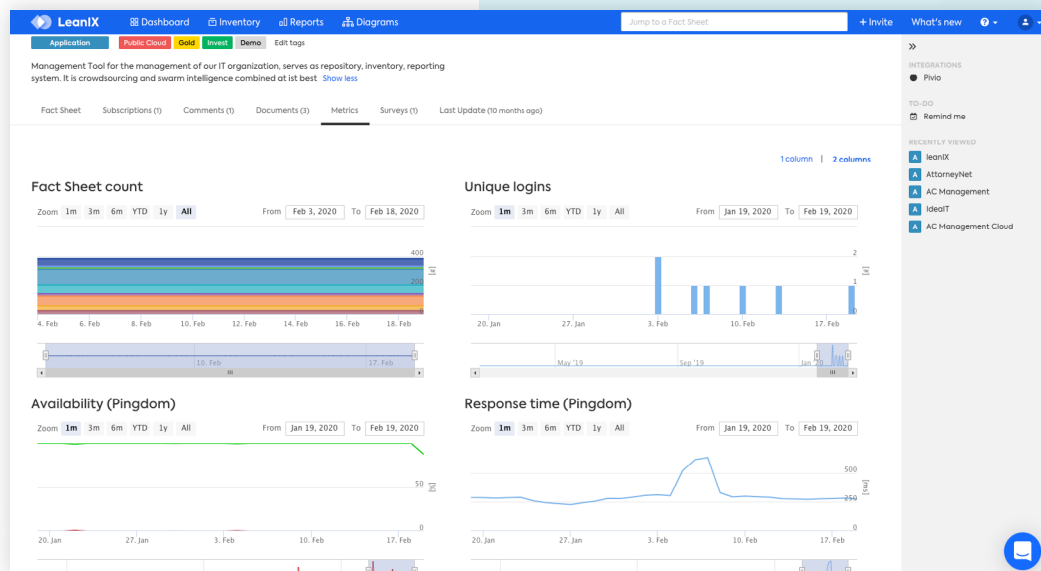 LeanIX Dashboard Inventory Reports Diagrams Jump to a Fact Sheet + Invite What's new ?
Application Public Cloud Gold Invest Demo Edit tags
Management Tool for the management of our IT organization, serves as repository, inventory, reporting
system. It is crowdsourcing and swarm intelligence combined at ist best Show less
Fact Sheet Subscriptions (1) Comments (1) Documents (3) Metrics Surveys (1) Last Update (10 months ago)
1 column | 2 columns
Fact Sheet count
Zoom 1m 3m 6m YTD 1y All From Feb 3, 2020 To Feb 18, 2020
400
200
0
[#]
4. Feb 6. Feb 8. Feb 10. Feb 12. Feb 14. Feb 16. Feb 18. Feb
10. Feb 17. Feb
Unique logins
Zoom 1m 3m 6m YTD 1y All From Jan 19, 2020 To Feb 19, 2020
2
1
0
[#]
20. Jan 27. Jan 3. Feb 10. Feb 17. Feb
May '19 Sep '19 Jan '20
Availability (Pingdom)
Zoom 1m 3m 6m YTD 1y All From Jan 19, 2020 To Feb 19, 2020
50
0
[%]
20. Jan 27. Jan 3. Feb 10. Feb 17. Feb
Response time (Pingdom)
Zoom 1m 3m 6m YTD 1y All From Jan 19, 2020 To Feb 19, 2020
500
250
0
[ms]
20. Jan 27. Jan 3. Feb 10. Feb 17. Feb
INTEGRATIONS
Pivio
TO-DO
Remind me
RECENTLY VIEWED
A leanIX
A AttorneyNet
A AC Management
A IdeaIT
A AC Management Cloud